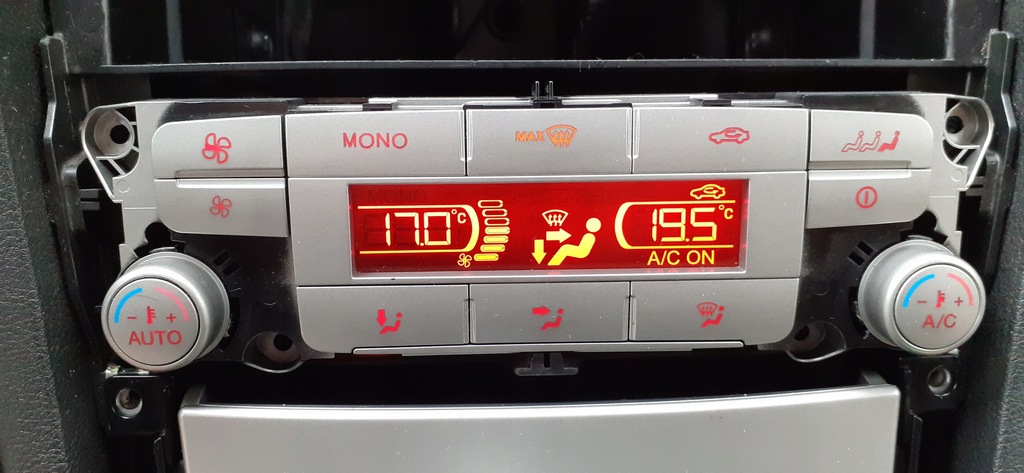 MONO
MAX
17.0°C
19.5°C
A/C ON
- +
AUTO
- +
A/C